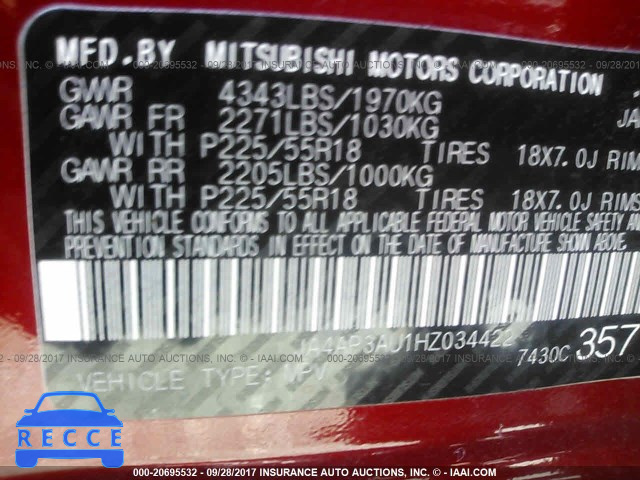 MFD.BY MITSUBISHI MOTORS CORPORATION
GVWR 4343LBS/1970KG
GAWR FR 2271LBS/1030KG JA
WITH P225/55R18 TIRES 18X7.0J RIMS
GAWR RR 2205LBS/1000KG
WITH P225/55R18 TIRES 18X7.0J RIMS
THIS VEHICLE CONFORMS TO ALL APPLICABLE FEDERAL MOTOR VEHICLE SAFETY AND
PREVENTION STANDARDS IN EFFECT ON THE DATE OF MANUFACTURE SHOWN ABOVE.
JA4AP3AU1HZ034422
7430C 357
VEHICLE TYPE: MPV
RECCE
000-20695532 - 09/28/2017 INSURANCE AUTO AUCTIONS INC. © - IAAI.COM